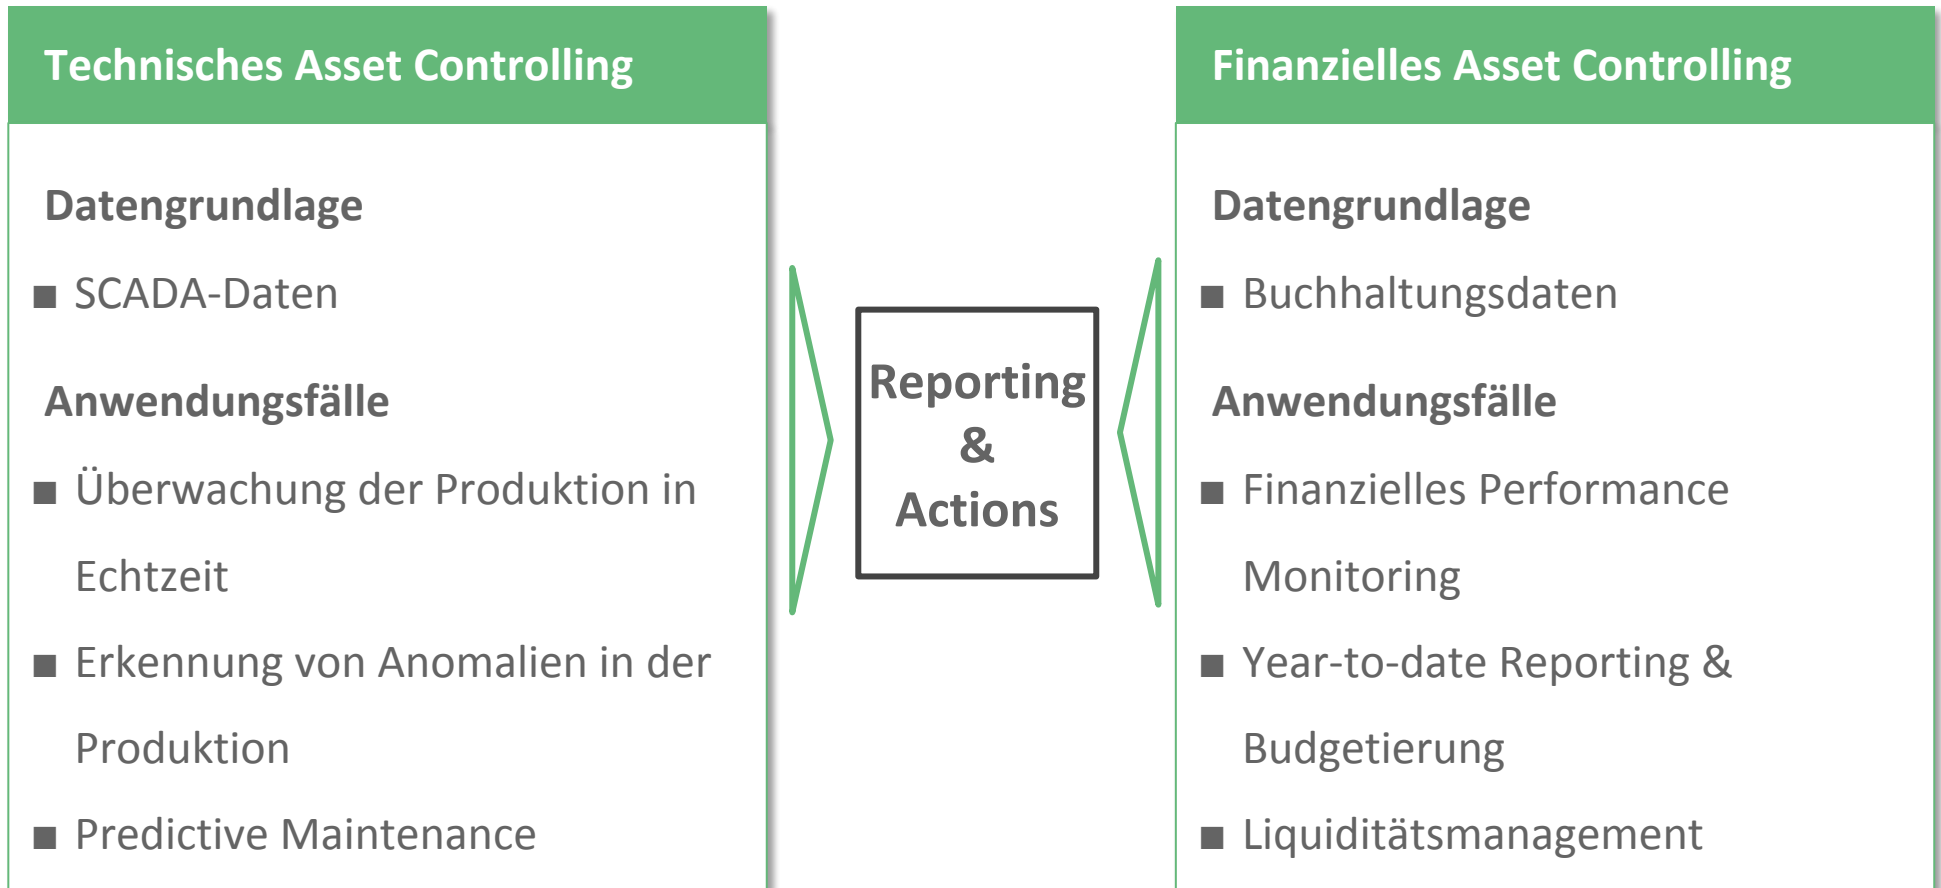 Technisches Asset Controlling
Datengrundlage
■ SCADA-Daten
Anwendungsfälle
■ Überwachung der Produktion in
Echtzeit
■ Erkennung von Anomalien in der
Produktion
■ Predictive Maintenance
Reporting
&
Actions
Finanzielles Asset Controlling
Datengrundlage
■ Buchhaltungsdaten
Anwendungsfälle
■ Finanzielles Performance
Monitoring
■ Year-to-date Reporting &
Budgetierung
■ Liquiditätsmanagement